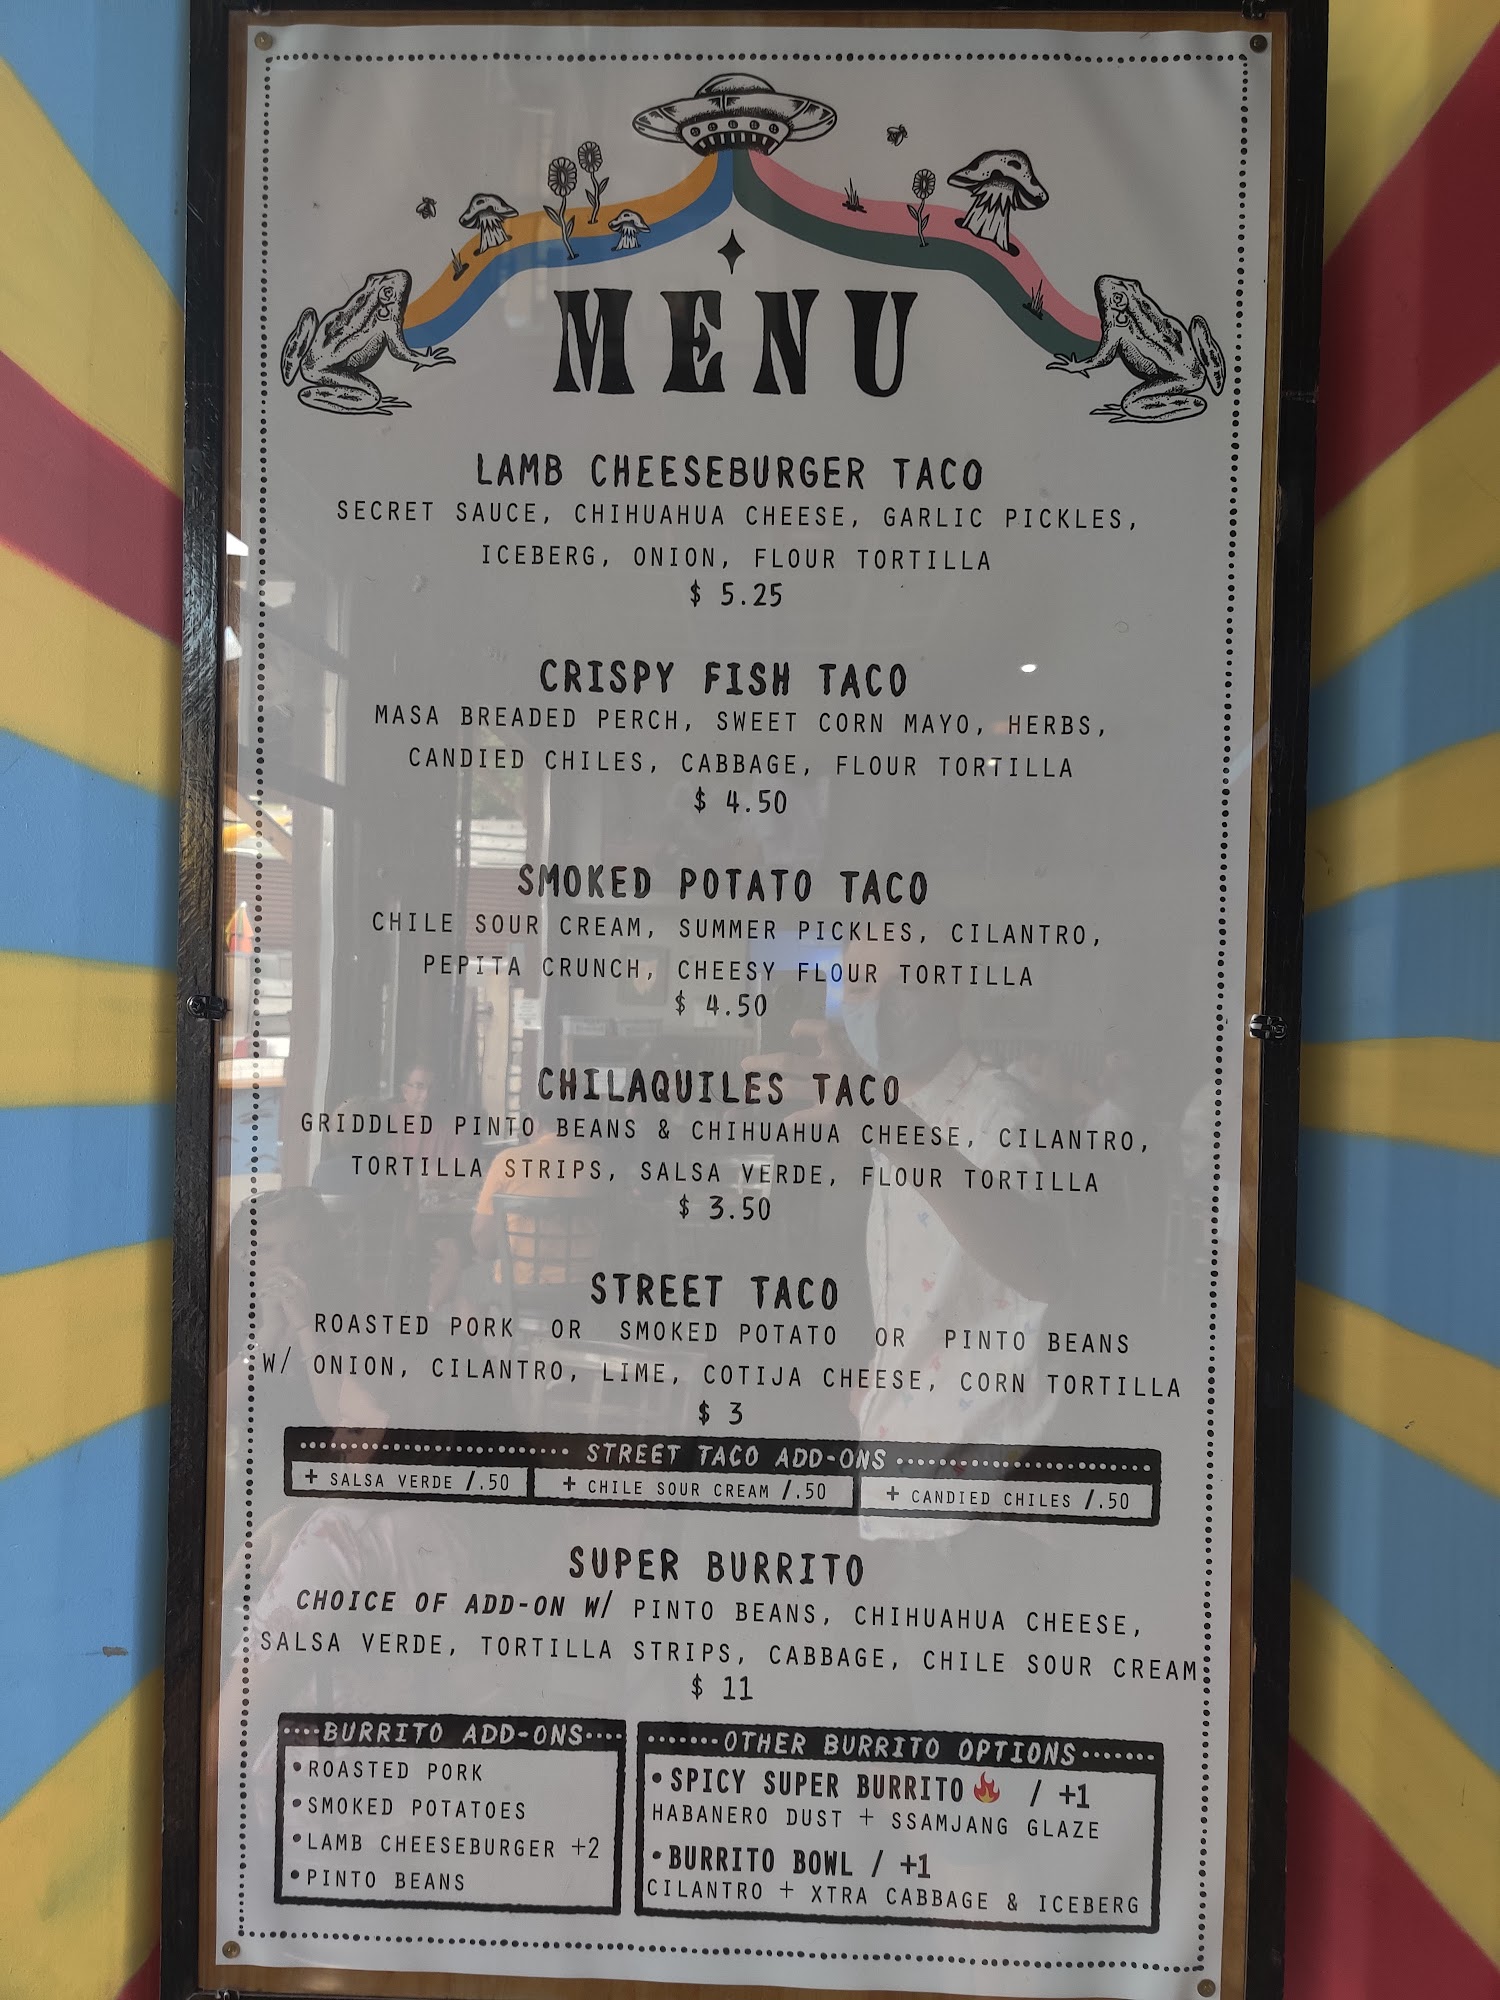 MENU
LAMB CHEESEBURGER TACO
SECRET SAUCE, CHIHUAHUA CHEESE, GARLIC PICKLES,
ICEBERG, ONION, FLOUR TORTILLA
$ 5.25
CRISPY FISH TACO
MASA BREADED PERCH, SWEET CORN MAYO, HERBS,
CANDIED CHILES, CABBAGE, FLOUR TORTILLA
$ 4.50
SMOKED POTATO TACO
CHILE SOUR CREAM, SUMMER PICKLES, CILANTRO,
PEPITA CRUNCH, CHEESY FLOUR TORTILLA
$ 4.50
CHILAQUILES TACO
GRIDDLED PINTO BEANS & CHIHUAHUA CHEESE, CILANTRO,
TORTILLA STRIPS, SALSA VERDE, FLOUR TORTILLA
$ 3.50
STREET TACO
ROASTED PORK OR SMOKED POTATO OR PINTO BEANS
W/ ONION, CILANTRO, LIME, COTIJA CHEESE, CORN TORTILLA
$ 3
STREET TACO ADD-ONS
+ SALSA VERDE /.50 + CHILE SOUR CREAM /.50 + CANDIED CHILES /.50
SUPER BURRITO
CHOICE OF ADD-ON W/ PINTO BEANS, CHIHUAHUA CHEESE,
SALSA VERDE, TORTILLA STRIPS, CABBAGE, CHILE SOUR CREAM
$ 11
BURRITO ADD-ONS
•ROASTED PORK
•SMOKED POTATOES
•LAMB CHEESEBURGER +2
•PINTO BEANS
OTHER BURRITO OPTIONS
•SPICY SUPER BURRITO🔥 / +1
HABANERO DUST + SSAMJANG GLAZE
•BURRITO BOWL / +1
CILANTRO + XTRA CABBAGE & ICEBERG